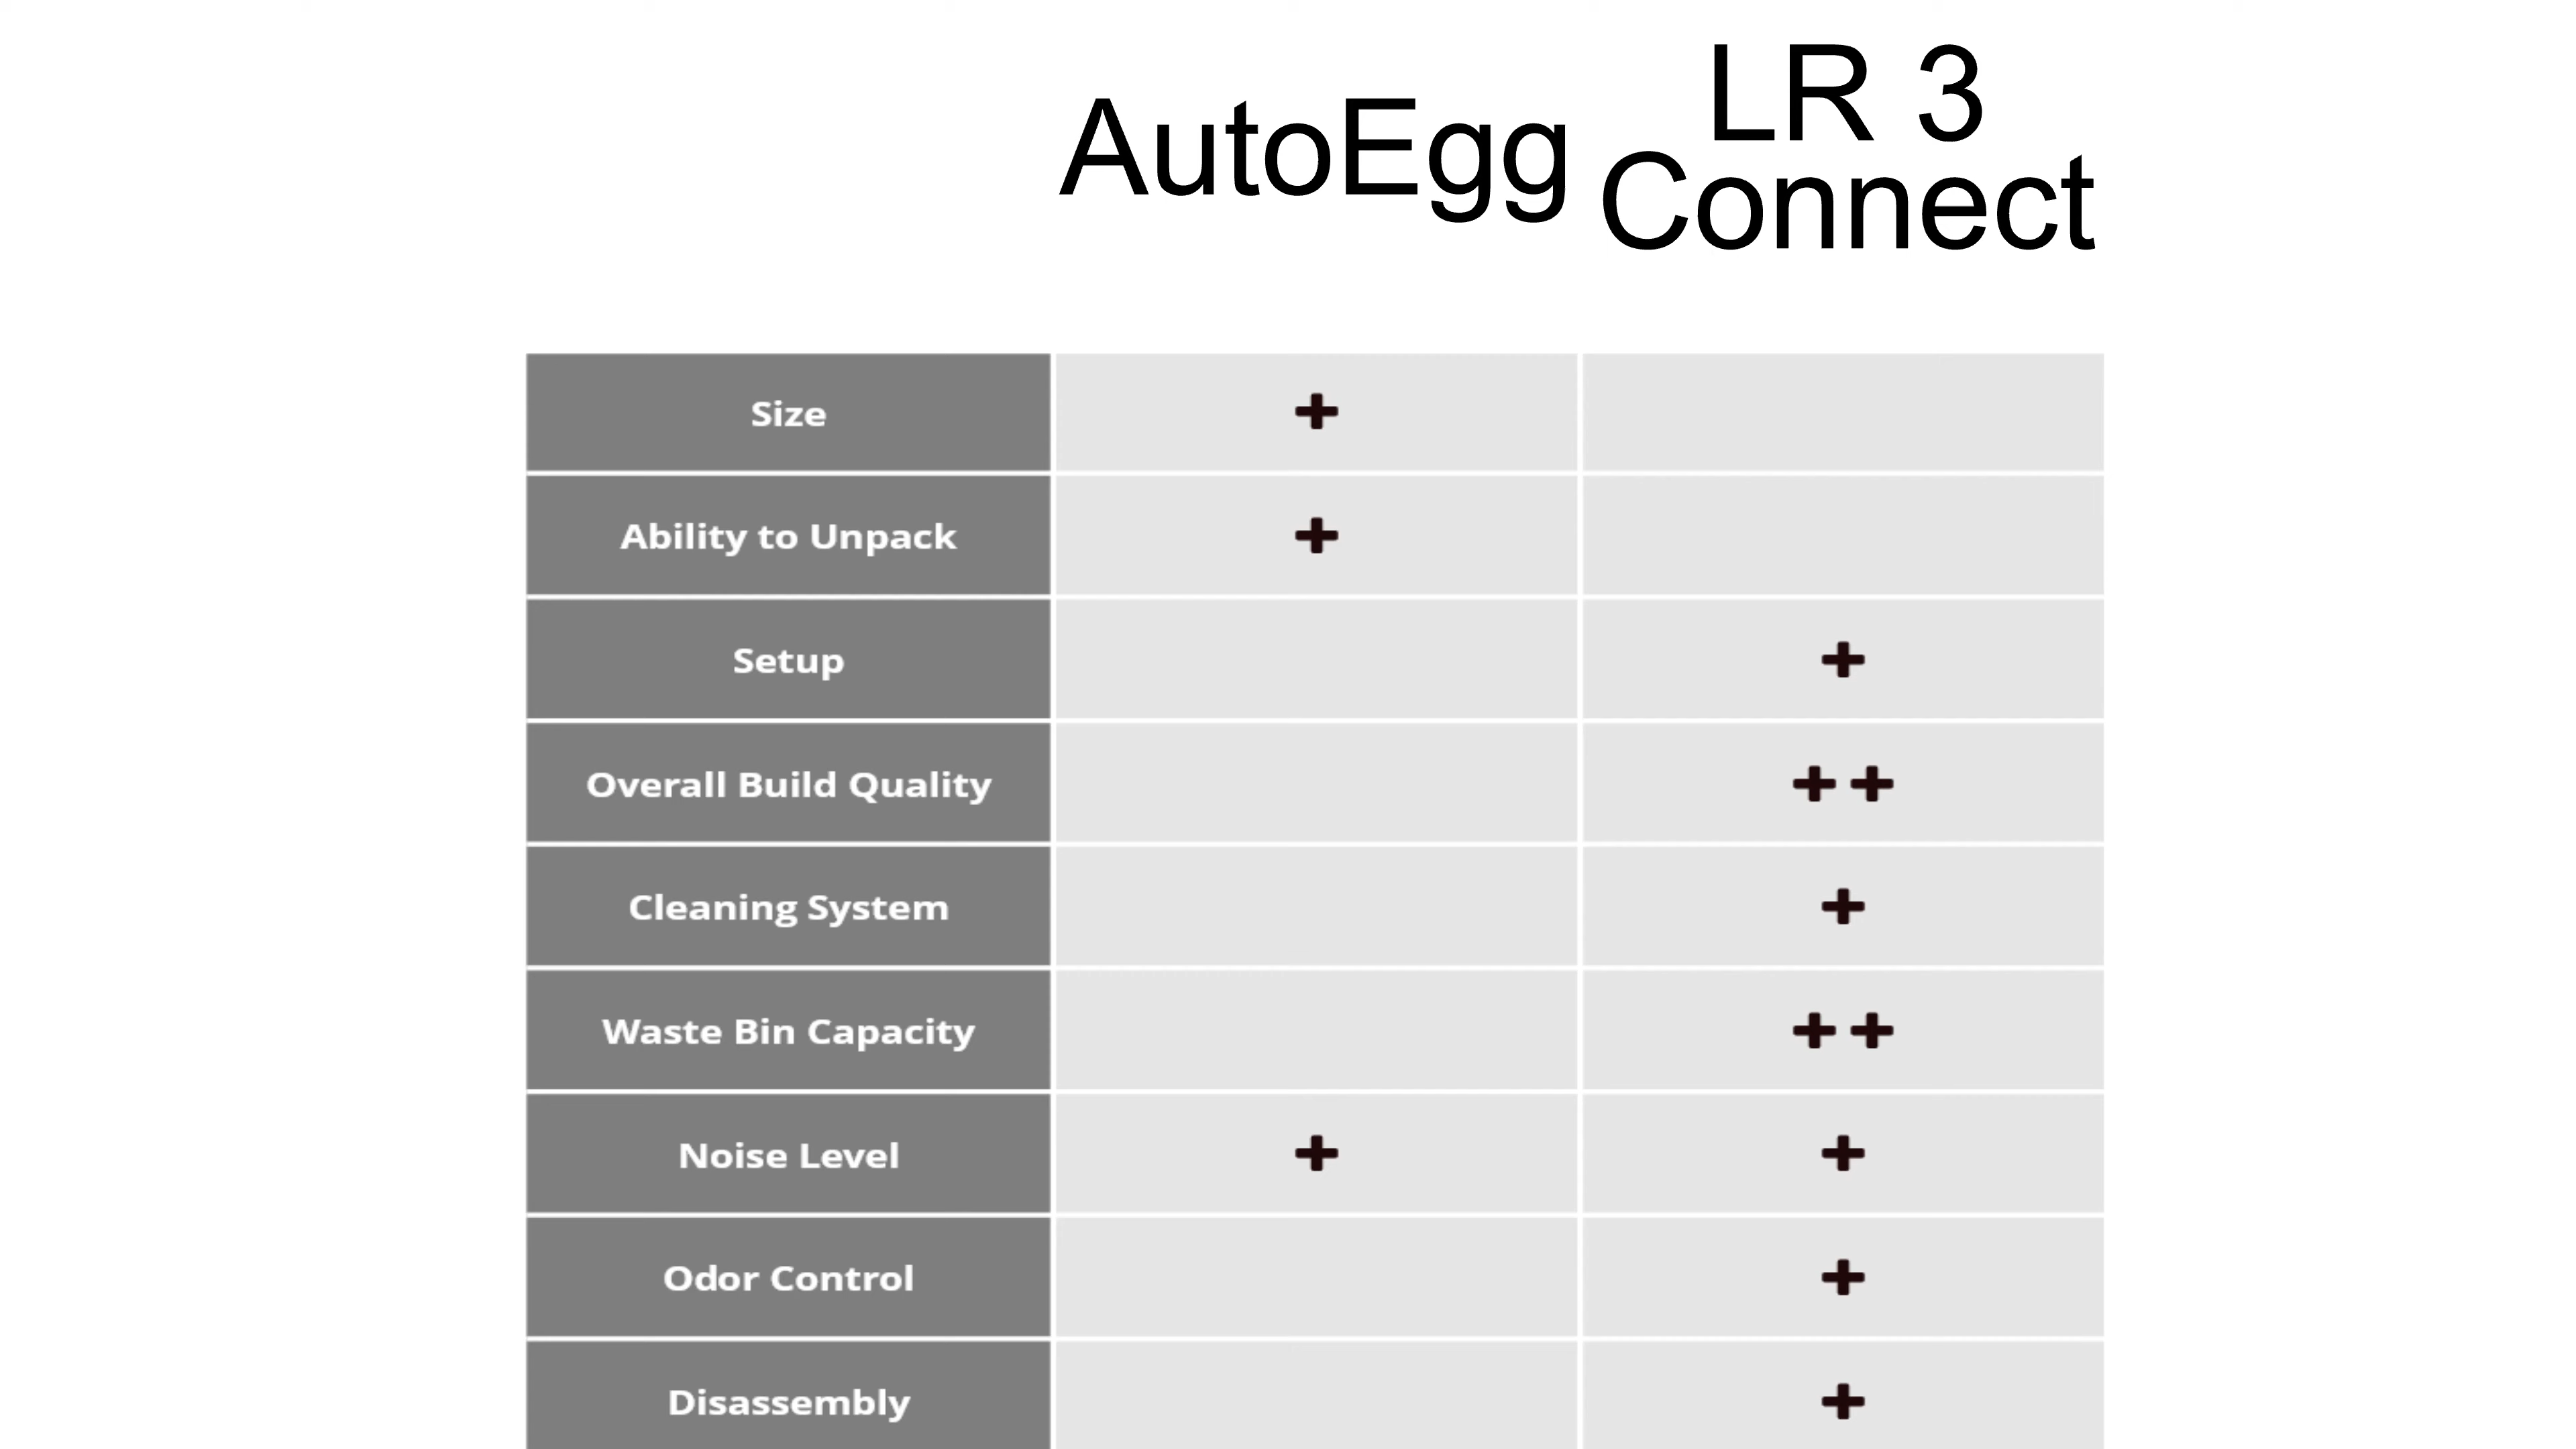 AutoEgg
LR 3
Connect
Size +
Ability to Unpack +
Setup +
Overall Build Quality ++
Cleaning System +
Waste Bin Capacity ++
Noise Level + +
Odor Control +
Disassembly +